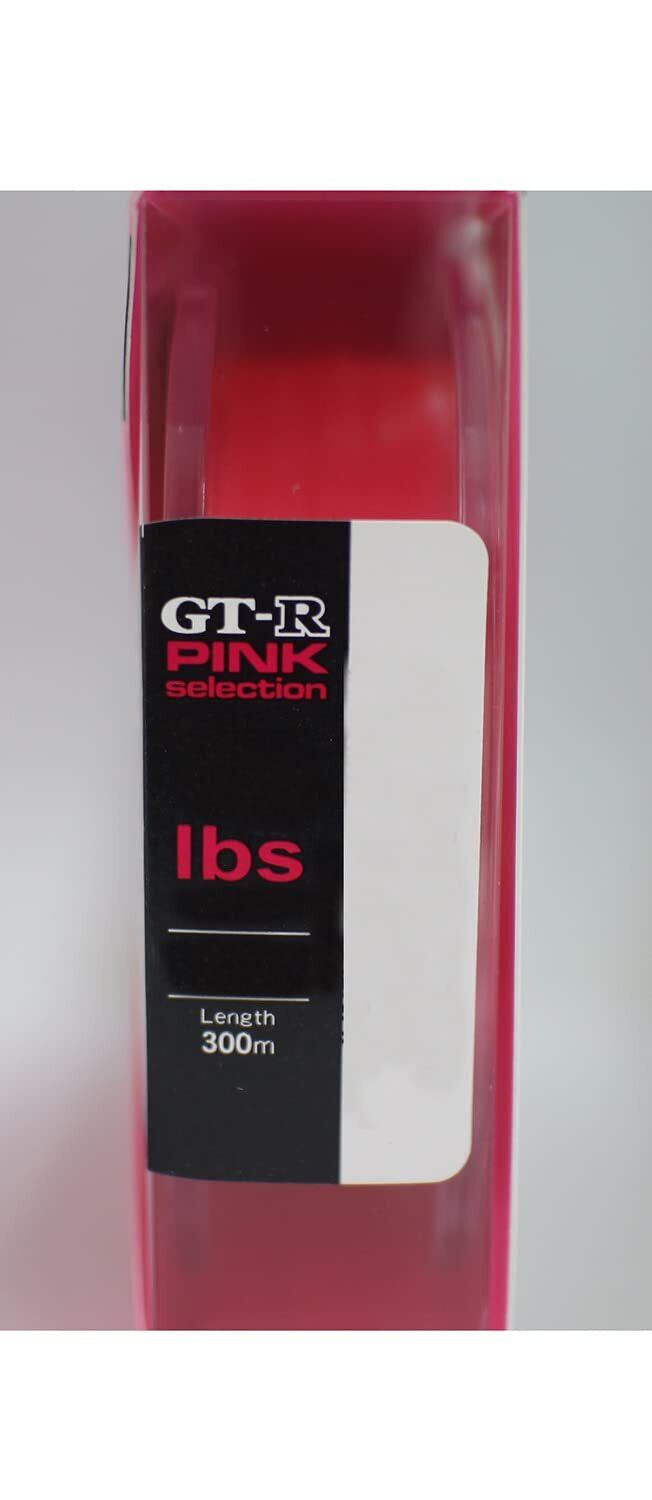 GT-R
PINK
selection
lbs
Length
300m